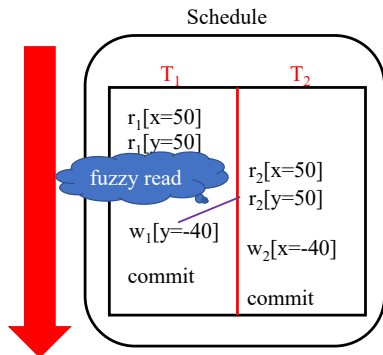 Schedule
T₁ T₂
r₁[x=50]
r₁[y=50]
fuzzy read
r₂[x=50]
r₂[y=50]
w₁[y=-40]
w₂[x=-40]
commit
commit